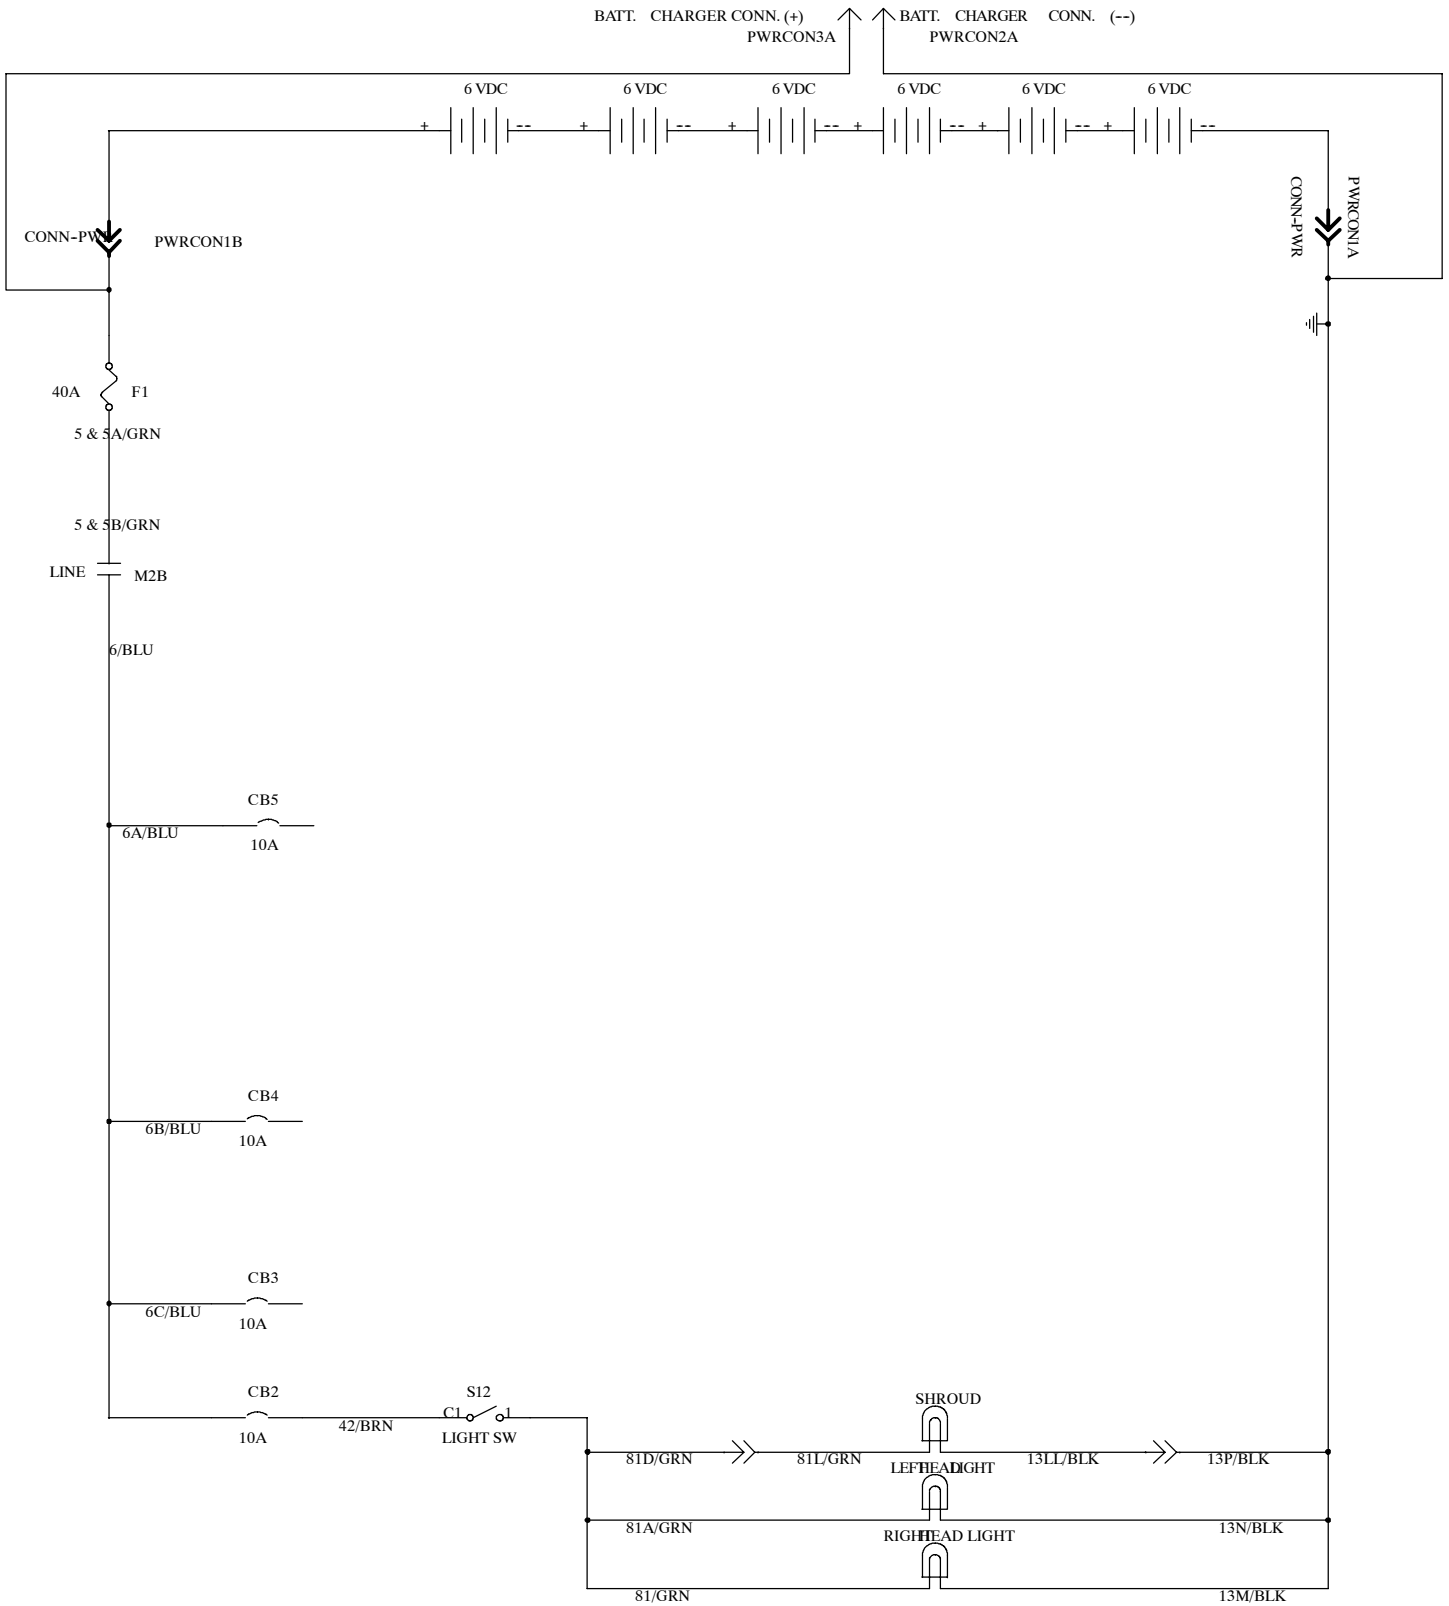 BATT. CHARGER CONN. (+)
BATT. CHARGER CONN. (--)
PWRCON3A
PWRCON2A
6 VDC 6 VDC 6 VDC 6 VDC 6 VDC 6 VDC
+ -- + -- + -- + -- + -- + --
CONN-PWR
PWRCON1A
CONN-PW
PWRCON1B
40A F1
5 & 5A/GRN
5 & 5B/GRN
LINE M2B
6/BLU
CB5
6A/BLU
10A
CB4
6B/BLU
10A
CB3
6C/BLU
10A
CB2
10A
42/BRN
S12
C1 1
LIGHT SW
SHROUD
81D/GRN 81L/GRN 13LL/BLK 13P/BLK
LEFT HEAD LIGHT
81A/GRN 13N/BLK
RIGHT HEAD LIGHT
81/GRN 13M/BLK